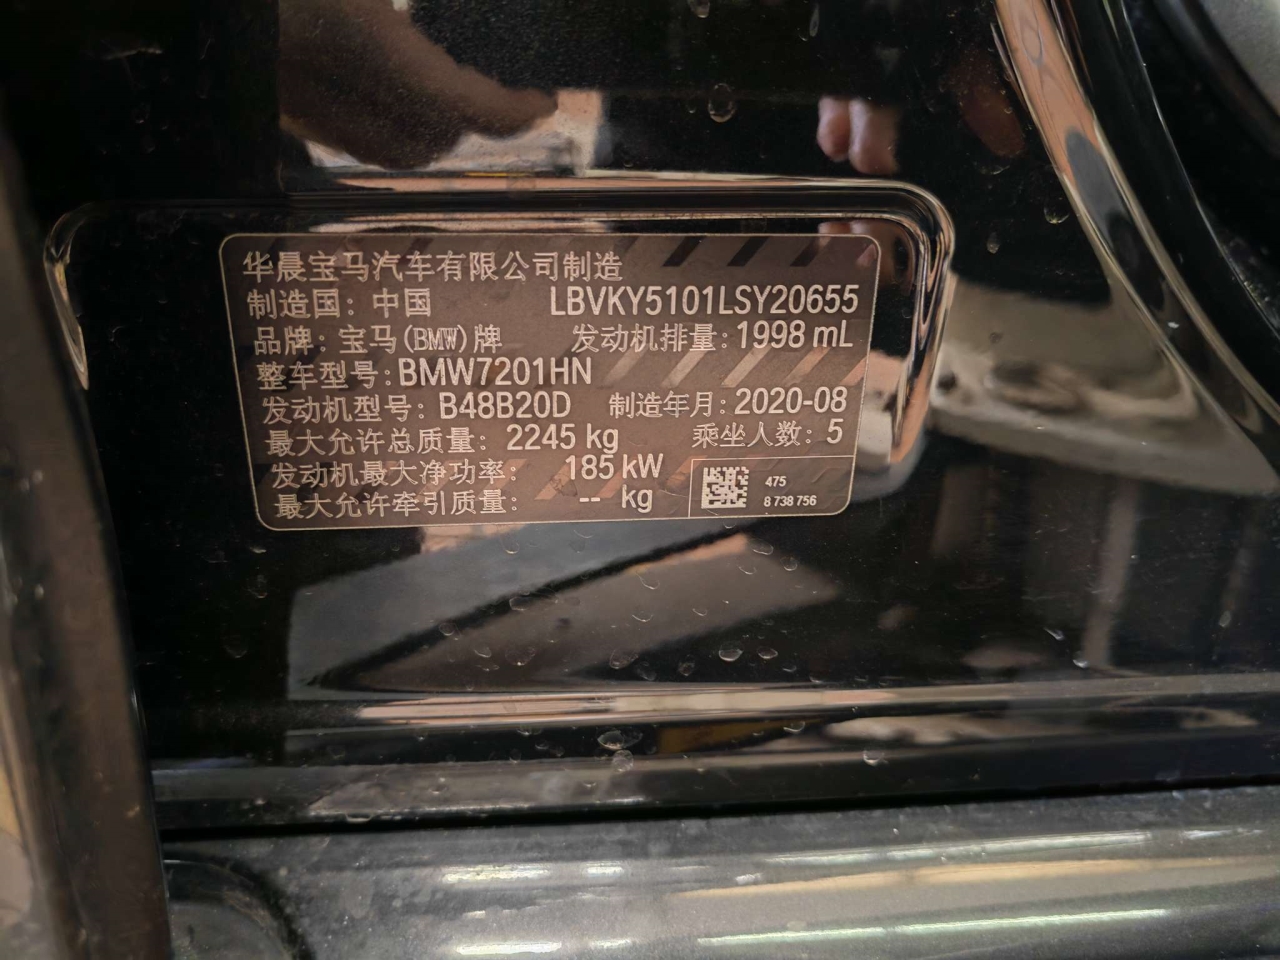 华晨宝马汽车有限公司制造
制造国: 中国 LBVKY5101LSY20655
品牌: 宝马(BMW)牌 发动机排量: 1998 mL
整车型号: BMW7201HN
发动机型号: B48B20D 制造年月: 2020-08
最大允许总质量: 2245 kg 乘坐人数: 5
发动机最大净功率: 185 kW
最大允许牵引质量: -- kg
475
8 738 756